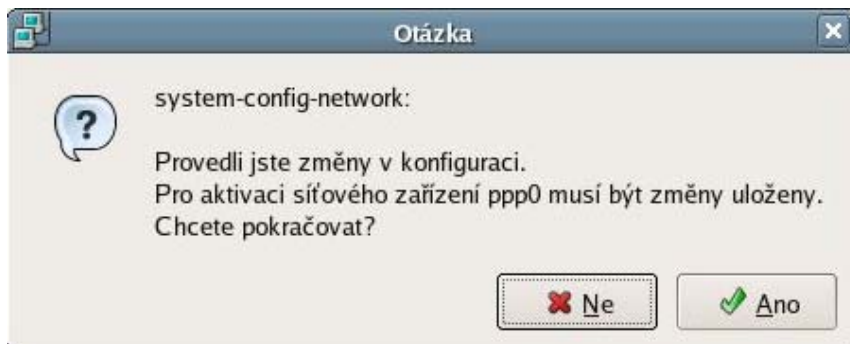 Otázka
system-config-network:
Provedli jste změny v konfiguraci.
Pro aktivaci síťového zařízení ppp0 musí být změny uloženy.
Chcete pokračovat?
Ne
Ano